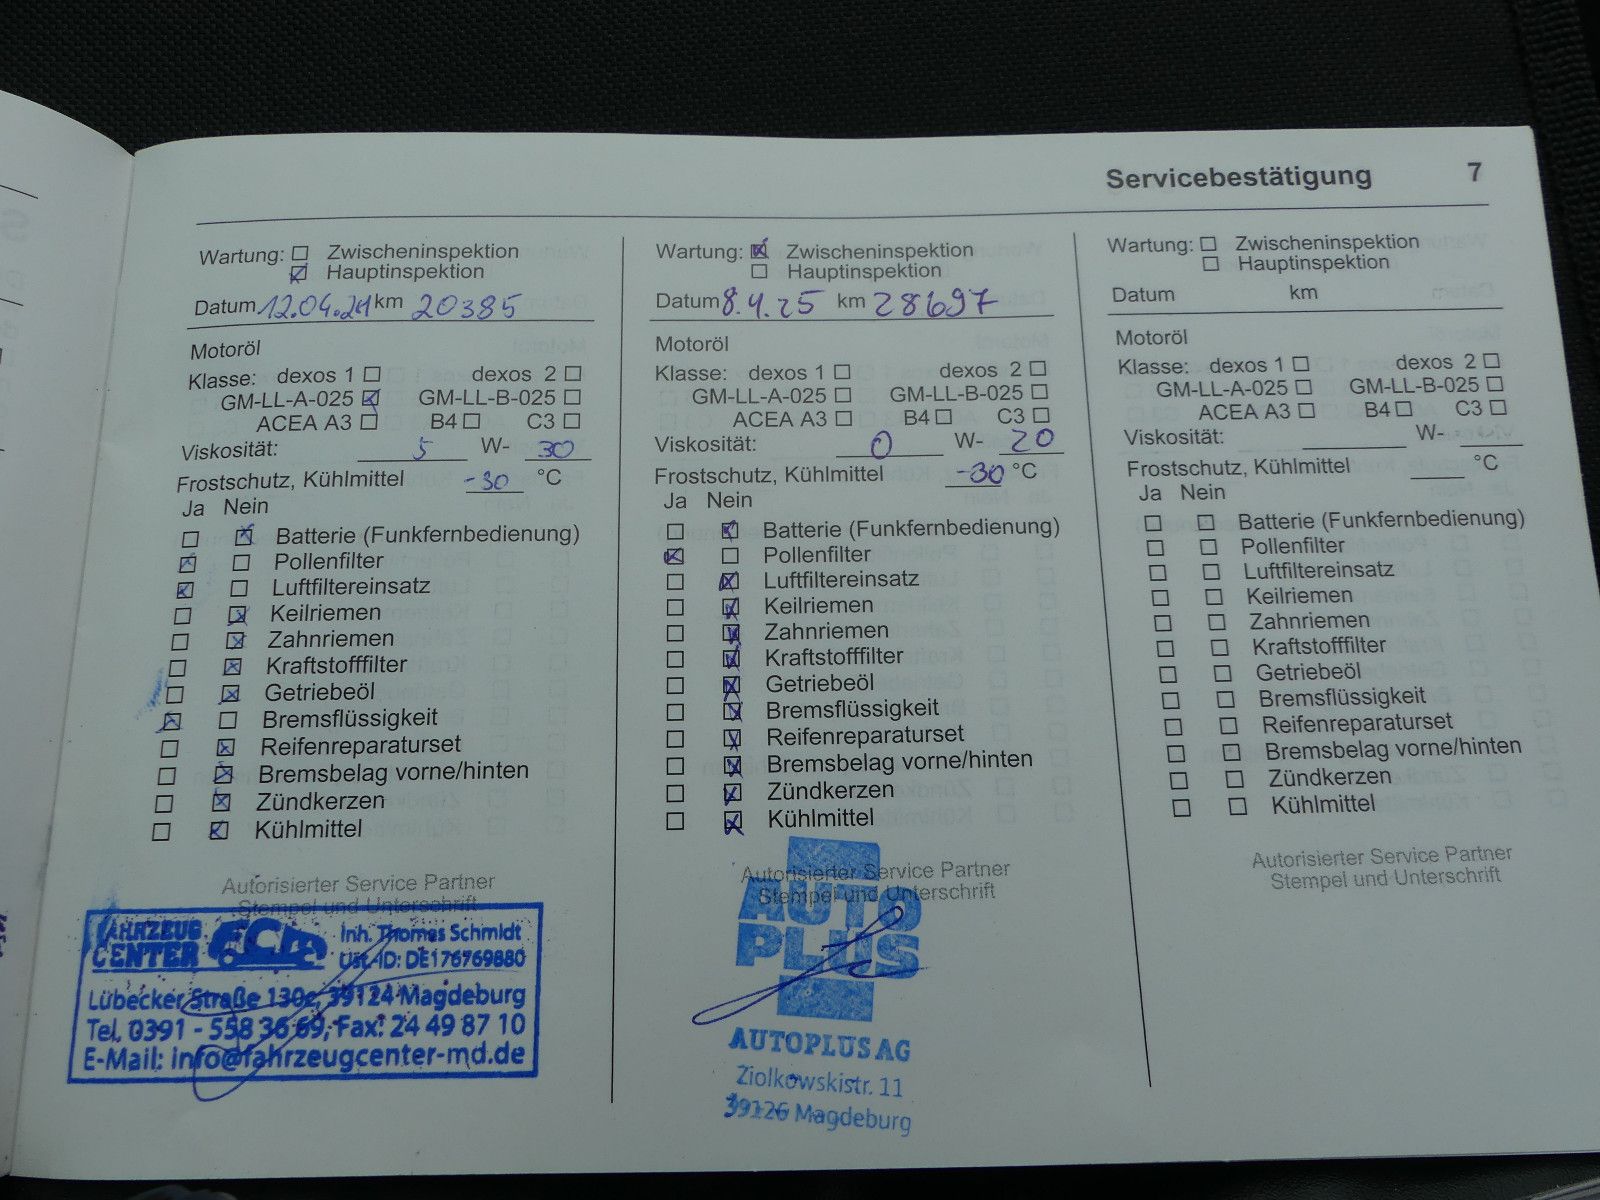 Servicebestätigung 7
Wartung: Zwischeninspektion
Hauptinspektion
Datum 12.04.24 km 20385
Motoröl
Klasse: dexos 1 dexos 2
GM-LL-A-025 GM-LL-B-025
ACEA A3 B4 C3
Viskosität: 5 W- 30
Frostschutz, Kühlmittel -30 °C
Ja Nein
Batterie (Funkfernbedienung)
Pollenfilter
Luftfiltereinsatz
Keilriemen
Zahnriemen
Kraftstofffilter
Getriebeöl
Bremsflüssigkeit
Reifenreparaturset
Bremsbelag vorne/hinten
Zündkerzen
Kühlmittel
Autorisierter Service Partner
Stempel und Unterschrift
FAHRZEUG CENTER FCM Inh. Thomas Schmidt
Ust.-ID: DE176769880
Lübecker Straße 130c, 39124 Magdeburg
Tel. 0391 - 558 36 69, Fax: 24 49 87 10
E-Mail: info@fahrzeugcenter-md.de
Wartung: Zwischeninspektion
Hauptinspektion
Datum 8.4.25 km 28697
Motoröl
Klasse: dexos 1 dexos 2
GM-LL-A-025 GM-LL-B-025
ACEA A3 B4 C3
Viskosität: 0 W- 20
Frostschutz, Kühlmittel -30 °C
Ja Nein
Batterie (Funkfernbedienung)
Pollenfilter
Luftfiltereinsatz
Keilriemen
Zahnriemen
Kraftstofffilter
Getriebeöl
Bremsflüssigkeit
Reifenreparaturset
Bremsbelag vorne/hinten
Zündkerzen
Kühlmittel
Autorisierter Service Partner
Stempel und Unterschrift
AUTO
PLUS
AUTOPLUS AG
Ziolkowskistr. 11
39126 Magdeburg
Wartung: Zwischeninspektion
Hauptinspektion
Datum km
Motoröl
Klasse: dexos 1 dexos 2
GM-LL-A-025 GM-LL-B-025
ACEA A3 B4 C3
Viskosität: W-
Frostschutz, Kühlmittel °C
Ja Nein
Batterie (Funkfernbedienung)
Pollenfilter
Luftfiltereinsatz
Keilriemen
Zahnriemen
Kraftstofffilter
Getriebeöl
Bremsflüssigkeit
Reifenreparaturset
Bremsbelag vorne/hinten
Zündkerzen
Kühlmittel
Autorisierter Service Partner
Stempel und Unterschrift